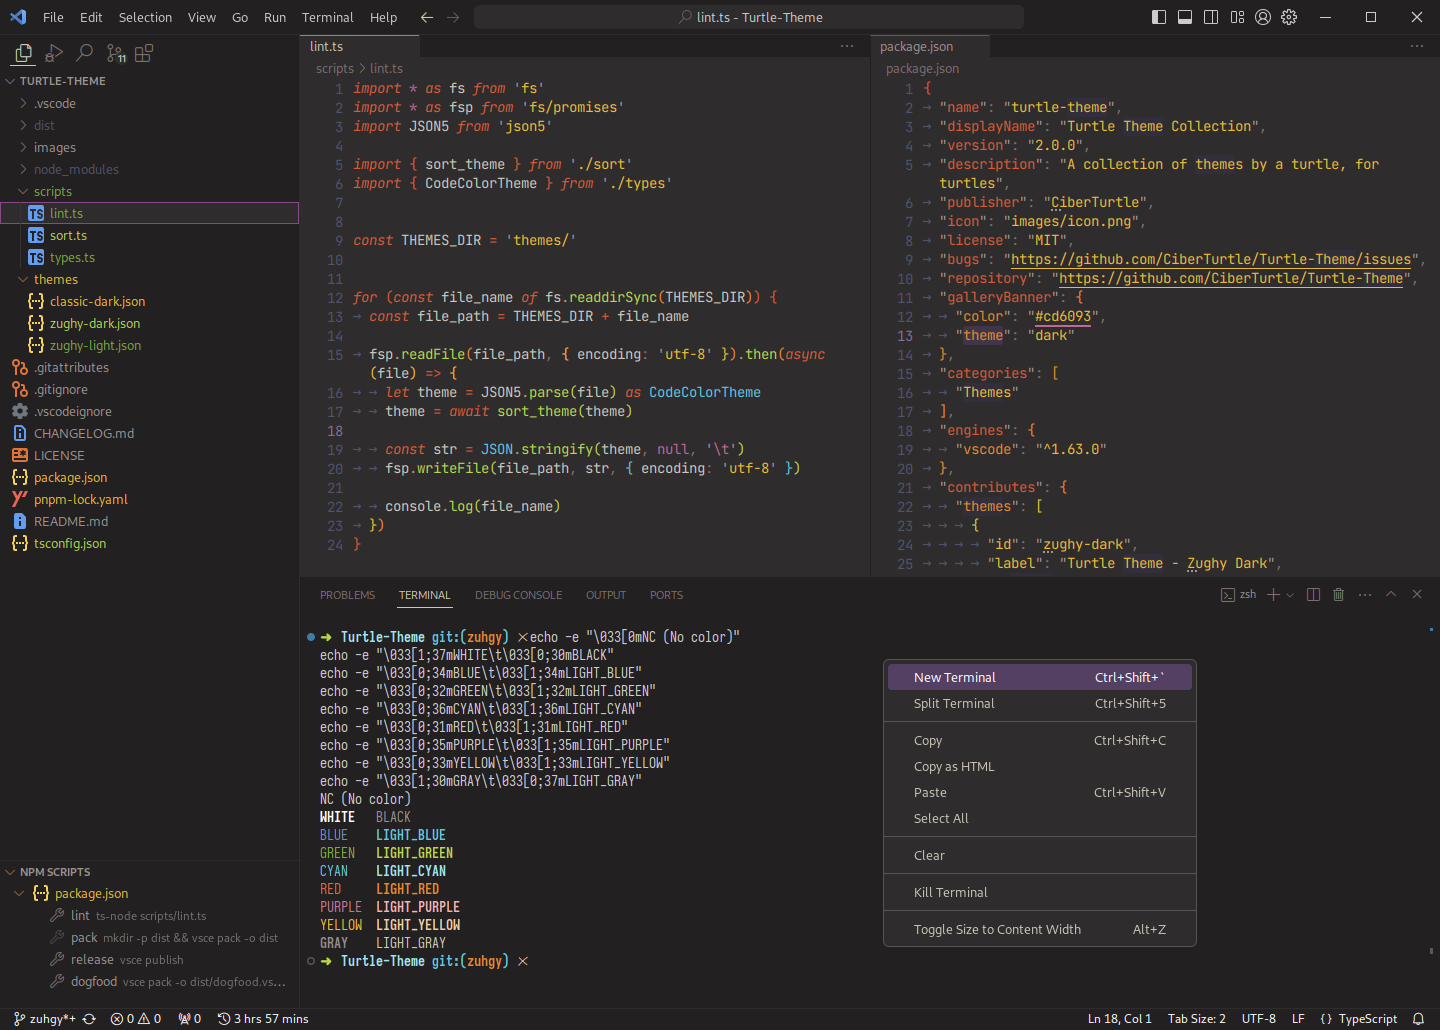 File Edit Selection View Go Run Terminal Help
lint.ts - Turtle-Theme
11
TURTLE-THEME
.vscode
dist
images
node_modules
scripts
TS lint.ts
TS sort.ts
TS types.ts
themes
{··} classic-dark.json
{··} zughy-dark.json
{··} zughy-light.json
.gitattributes
.gitignore
.vscodeignore
CHANGELOG.md
LICENSE
{··} package.json
pnpm-lock.yaml
README.md
{··} tsconfig.json
NPM SCRIPTS
{··} package.json
lint ts-node scripts/lint.ts
pack mkdir -p dist && vsce pack -o dist
release vsce publish
dogfood vsce pack -o dist/dogfood.vs...
lint.ts
scripts > lint.ts
1 import * as fs from 'fs'
2 import * as fsp from 'fs/promises'
3 import JSON5 from 'json5'
4
5 import { sort_theme } from './sort'
6 import { CodeColorTheme } from './types'
7
8
9 const THEMES_DIR = 'themes/'
10
11
12 for (const file_name of fs.readdirSync(THEMES_DIR)) {
13 → const file_path = THEMES_DIR + file_name
14
15 → fsp.readFile(file_path, { encoding: 'utf-8' }).then(async
(file) => {
16 → → let theme = JSON5.parse(file) as CodeColorTheme
17 → → theme = await sort_theme(theme)
18
19 → → const str = JSON.stringify(theme, null, '\t')
20 → → fsp.writeFile(file_path, str, { encoding: 'utf-8' })
21
22 → → console.log(file_name)
23 → })
24 }
package.json
package.json
1 {
2 → "name": "turtle-theme",
3 → "displayName": "Turtle Theme Collection",
4 → "version": "2.0.0",
5 → "description": "A collection of themes by a turtle, for
turtles",
6 → "publisher": "CiberTurtle",
7 → "icon": "images/icon.png",
8 → "license": "MIT",
9 → "bugs": "https://github.com/CiberTurtle/Turtle-Theme/issues",
10 → "repository": "https://github.com/CiberTurtle/Turtle-Theme",
11 → "galleryBanner": {
12 → → "color": "#cd6093",
13 → → "theme": "dark"
14 → },
15 → "categories": [
16 → → "Themes"
17 → ],
18 → "engines": {
19 → → "vscode": "^1.63.0"
20 → },
21 → "contributes": {
22 → → "themes": [
23 → → → {
24 → → → → "id": "zughy-dark",
25 → → → → "label": "Turtle Theme - Zughy Dark",
PROBLEMS TERMINAL DEBUG CONSOLE OUTPUT PORTS
zsh
➜ Turtle-Theme git:(zuhgy) ✗echo -e "\033[0mNC (No color)"
echo -e "\033[1;37mWHITE\t\033[0;30mBLACK"
echo -e "\033[0;34mBLUE\t\033[1;34mLIGHT_BLUE"
echo -e "\033[0;32mGREEN\t\033[1;32mLIGHT_GREEN"
echo -e "\033[0;36mCYAN\t\033[1;36mLIGHT_CYAN"
echo -e "\033[0;31mRED\t\033[1;31mLIGHT_RED"
echo -e "\033[0;35mPURPLE\t\033[1;35mLIGHT_PURPLE"
echo -e "\033[0;33mYELLOW\t\033[1;33mLIGHT_YELLOW"
echo -e "\033[1;30mGRAY\t\033[0;37mLIGHT_GRAY"
NC (No color)
WHITE BLACK
BLUE LIGHT_BLUE
GREEN LIGHT_GREEN
CYAN LIGHT_CYAN
RED LIGHT_RED
PURPLE LIGHT_PURPLE
YELLOW LIGHT_YELLOW
GRAY LIGHT_GRAY
➜ Turtle-Theme git:(zuhgy) ✗
New Terminal Ctrl+Shift+`
Split Terminal Ctrl+Shift+5
Copy Ctrl+Shift+C
Copy as HTML
Paste Ctrl+Shift+V
Select All
Clear
Kill Terminal
Toggle Size to Content Width Alt+Z
zuhgy*+ 0 0 0 3 hrs 57 mins
Ln 18, Col 1 Tab Size: 2 UTF-8 LF { } TypeScript